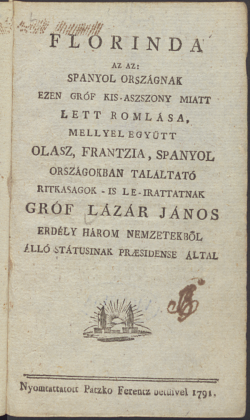 FLORINDA
AZ AZ:
SPANYOL ORSZÁGNAK
EZEN GRÓF KIS-ASZSZONY MIATT
LETT ROMLÁSA,
MELLYEL EGYÜTT
OLASZ, FRANTZIA, SPANYOL
ORSZÁGOKBAN TALÁLTATÓ
RITKASÁGOK-IS LE-IRATTATNAK
GRÓF LÁZÁR JÁNOS
ERDÉLY HÁROM NEMZETEKBŐL
ÁLLÓ STÁTUSINAK PRÆSIDENSE ÁLTAL
Nyomtattatott Patzko Ferentz betűivel 1791.